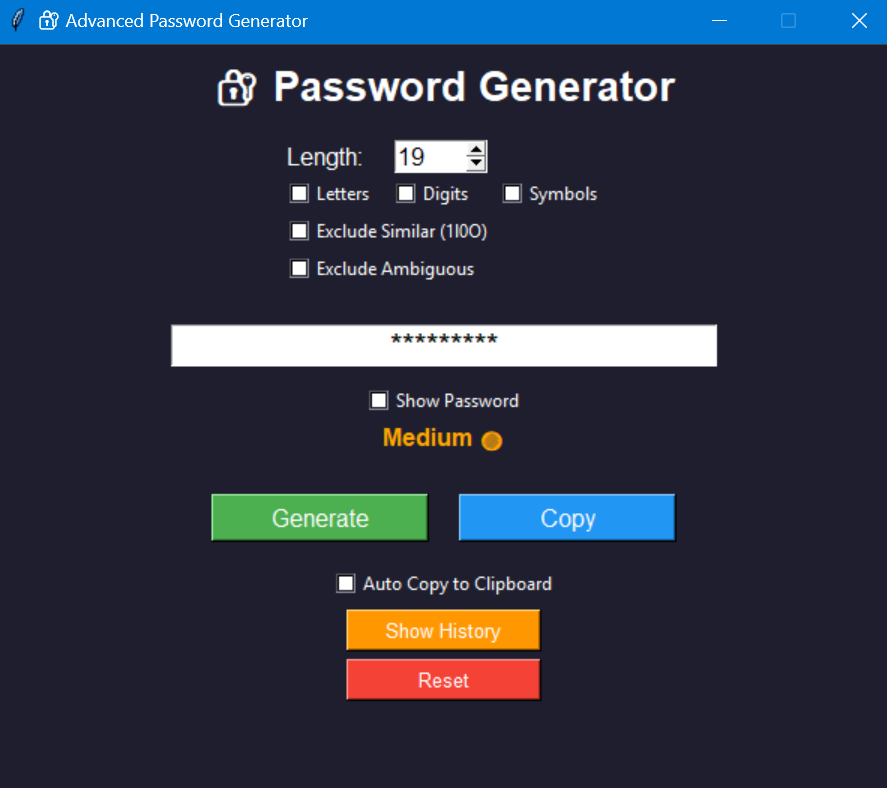 Advanced Password Generator
Password Generator
Length: 19
Letters Digits Symbols
Exclude Similar (1l0O)
Exclude Ambiguous
*********
Show Password
Medium
Generate Copy
Auto Copy to Clipboard
Show History
Reset